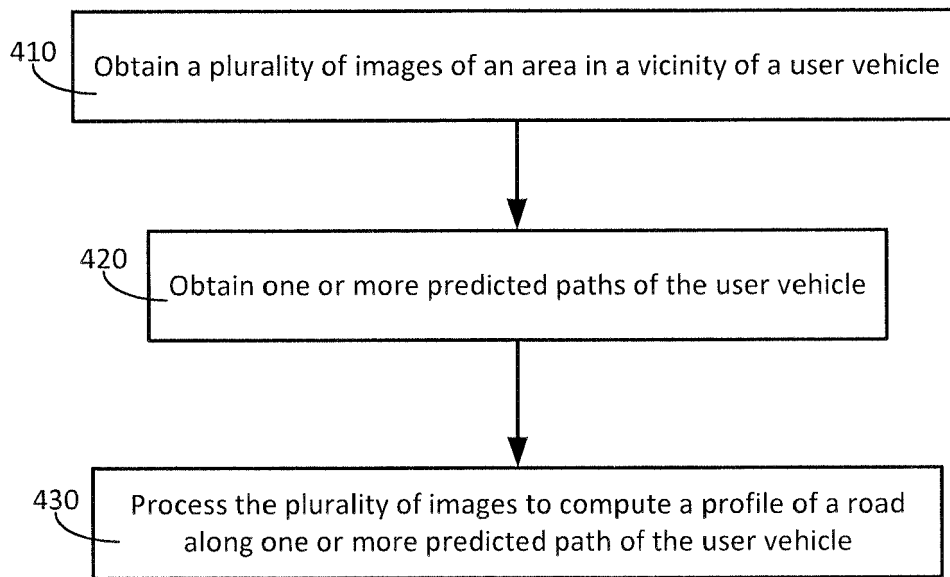 410
Obtain a plurality of images of an area in a vicinity of a user vehicle
420
Obtain one or more predicted paths of the user vehicle
430
Process the plurality of images to compute a profile of a road
along one or more predicted path of the user vehicle